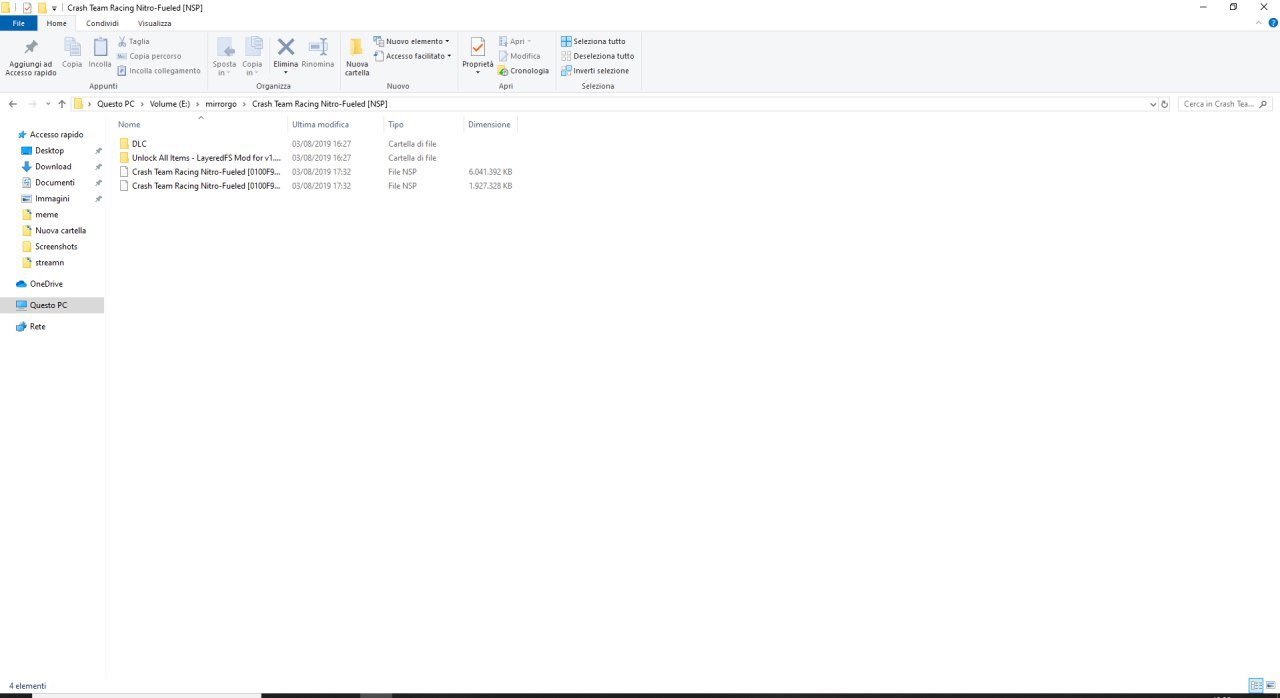 Crash Team Racing Nitro-Fueled [NSP]
File Home Condividi Visualizza
Aggiungi ad Accesso rapido
Copia
Incolla
Taglia
Copia percorso
Incolla collegamento
Sposta in
Copia in
Elimina
Rinomina
Nuova cartella
Nuovo elemento
Accesso facilitato
Proprietà
Apri
Modifica
Cronologia
Seleziona tutto
Deseleziona tutto
Inverti selezione
Appunti Organizza Nuovo Apri Seleziona
Questo PC > Volume (E:) > mirrorgo > Crash Team Racing Nitro-Fueled [NSP]
Cerca in Crash Tea...
Nome Ultima modifica Tipo Dimensione
DLC 03/08/2019 16:27 Cartella di file
Unlock All Items - LayeredFS Mod for v1.... 03/08/2019 16:27 Cartella di file
Crash Team Racing Nitro-Fueled [0100F9... 03/08/2019 17:32 File NSP 6.041.392 KB
Crash Team Racing Nitro-Fueled [0100F9... 03/08/2019 17:32 File NSP 1.927.328 KB
Accesso rapido
Desktop
Download
Documenti
Immagini
meme
Nuova cartella
Screenshots
streamn
OneDrive
Questo PC
Rete
4 elementi